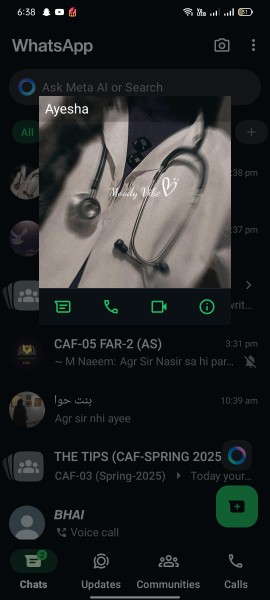 6:38
WhatsApp
Ask Meta AI or Search
All
Ayesha
Moody Vibe
:38 pm
:37 pm
writ...
CAF-05 FAR-2 (AS)
3:31 pm
~ M Naeem: Agr Sir Nasir sa hi par...
بنت حوا
10:39 am
Agr sir nhi ayee
THE TIPS (CAF-SPRING 2025
CAF-03 (Spring-2025)
Today your...
BHAI
Voice call
Chats
Updates
Communities
Calls